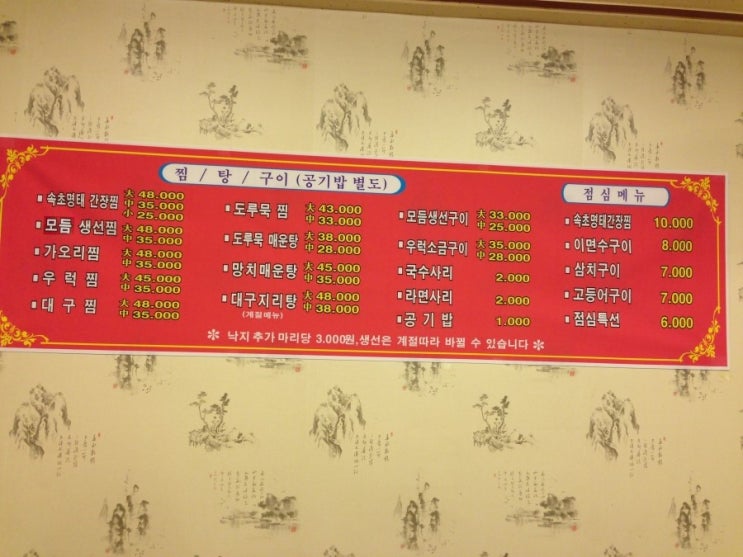 찜 / 탕 / 구이 (공기밥 별도)
속초명태 간장찜 大 48.000
中 35.000
小 25.000
모듬 생선찜 大 48.000
中 35.000
가오리찜 大 48.000
中 35.000
우럭찜 大 45.000
中 35.000
대구찜 大 48.000
中 35.000
도루묵 찜 大 43.000
中 33.000
도루묵 매운탕 大 38.000
中 28.000
망치매운탕 大 45.000
中 35.000
대구지리탕 大 48.000
(계절메뉴) 中 38.000
모듬생선구이 大 33.000
中 25.000
우럭소금구이 大 35.000
中 28.000
국수사리 2.000
라면사리 2.000
공기밥 1.000
점심메뉴
속초명태간장찜 10.000
이면수구이 8.000
삼치구이 7.000
고등어구이 7.000
점심특선 6.000
※ 낙지 추가 마리당 3.000원,생선은 계절따라 바뀔 수 있습니다 ※